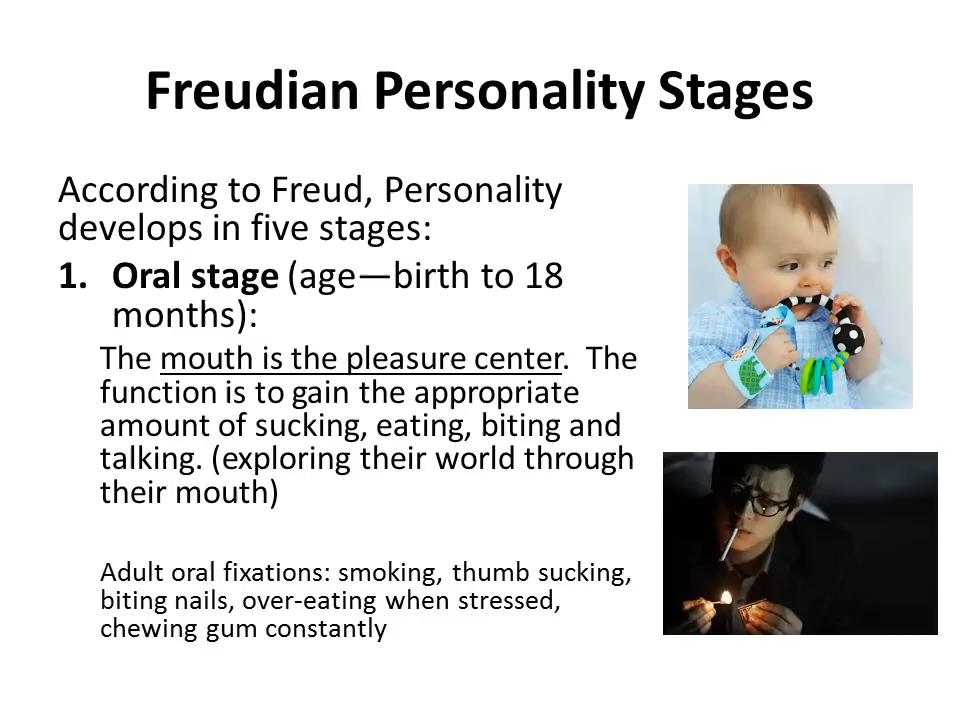 Freudian Personality Stages
According to Freud, Personality
develops in five stages:
1. Oral stage (age—birth to 18
months):
The mouth is the pleasure center. The
function is to gain the appropriate
amount of sucking, eating, biting and
talking. (exploring their world through
their mouth)
Adult oral fixations: smoking, thumb sucking,
biting nails, over-eating when stressed,
chewing gum constantly